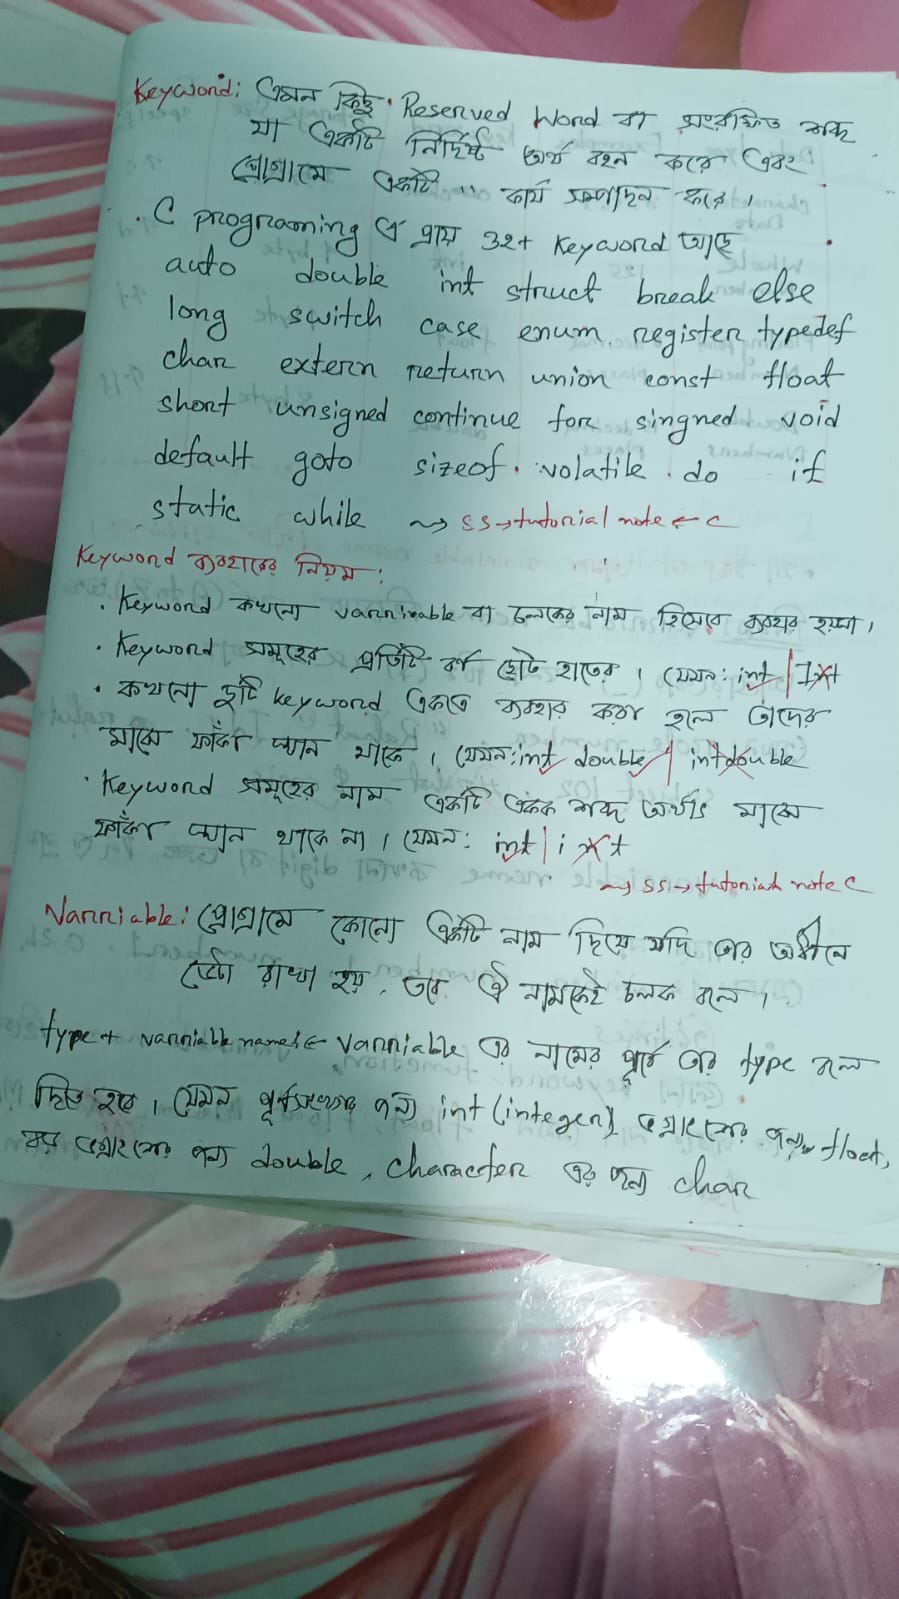 Keyword: এমন কিছু Reserved Word বা সংরক্ষিত শব্দ
যা একটি নির্দিষ্ট অর্থ বহন করে এবং
প্রোগ্রামে একটি " কার্য সম্পাদন করে।
· C programing এ প্রায় 32+ Keyword আছে
auto double int struct break else
long switch case enum register typedef
char extern return union const float
short unsigned continue for singned void
default goto sizeof volatile do if
static while ~> ss→tutorial note ← C
Keyword ব্যবহারের নিয়ম:
· Keyword কখনো varriable বা চলকের নাম হিসেবে ব্যবহার হয়না।
· Keyword সমূহের প্রতিটি বর্ণ ছোট হাতের। যেমন: int | Int
· কখনো দুটি keyword একত্রে ব্যবহার করা হলে তাদের
মাঝে ফাঁকা স্থান থাকে। যেমন: int double | intdouble
· Keyword সমূহের নাম একটি একক শব্দ অর্থাৎ মাঝে
ফাঁকা স্থান থাকে না। যেমন: int | i nt
~> ss→tutorial note C
Varriable: প্রোগ্রামে কোনো একটি নাম দিয়ে যদি তার অধীনে
ডেটা রাখা হয়, তবে ঐ নামকেই চলক বলে।
type + varriable name; ← Varriable এর নামের পূর্বে তার type বলে
দিতে হবে। যেমন পূর্ণসংখ্যার জন্য int (integer), ভগ্নাংশের জন্য float,
বড় ভগ্নাংশের জন্য double, character এর জন্য char